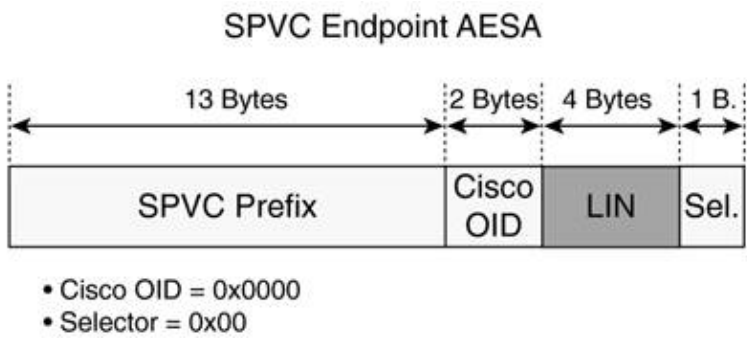 SPVC Endpoint AESA
13 Bytes 2 Bytes 4 Bytes 1 B.
SPVC Prefix Cisco OID LIN Sel.
• Cisco OID = 0x0000
• Selector = 0x00